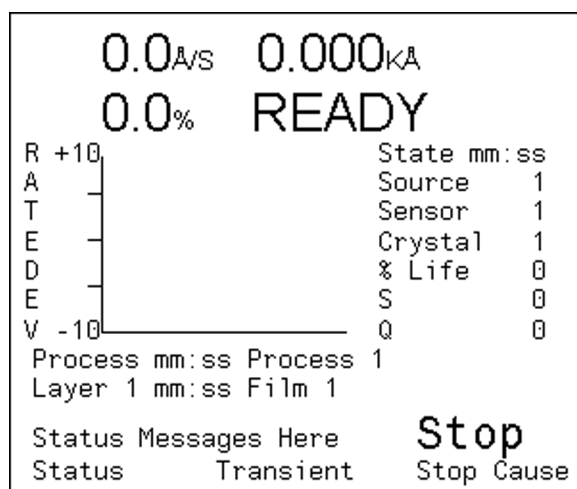 0.0Å/S 0.000KÅ
0.0% READY
RATE DEV
+10
-10
State mm:ss
Source 1
Sensor 1
Crystal 1
% Life 0
S 0
Q 0
Process mm:ss Process 1
Layer 1 mm:ss Film 1
Status Messages Here Stop
Status Transient Stop Cause